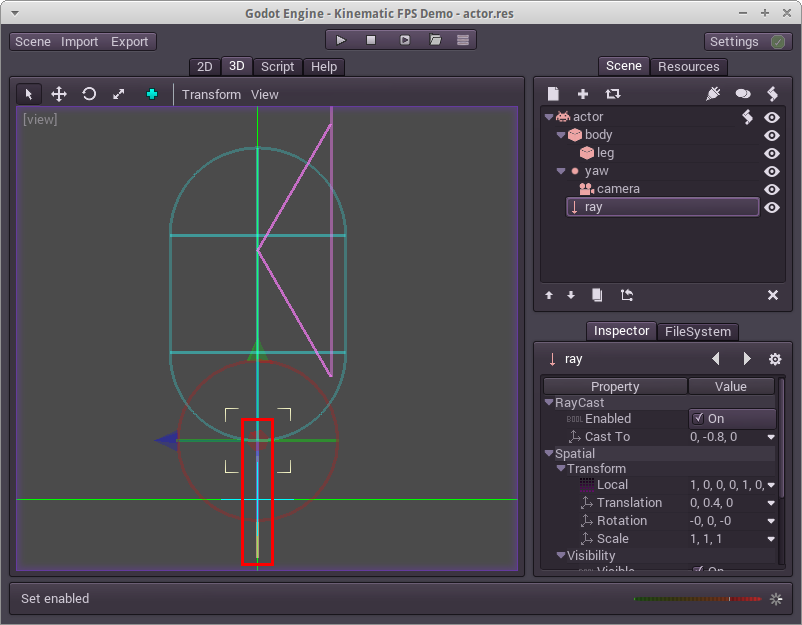 Godot Engine - Kinematic FPS Demo - actor.res
Scene Import Export
Settings
2D 3D Script Help
Scene Resources
Transform View
[view]
actor
body
leg
yaw
camera
ray
Inspector FileSystem
ray
Property Value
RayCast
Enabled On
Cast To 0, -0.8, 0
Spatial
Transform
Local 1, 0, 0, 0, 1, 0,
Translation 0, 0.4, 0
Rotation -0, 0, -0
Scale 1, 1, 1
Visibility
Visible On
Set enabled